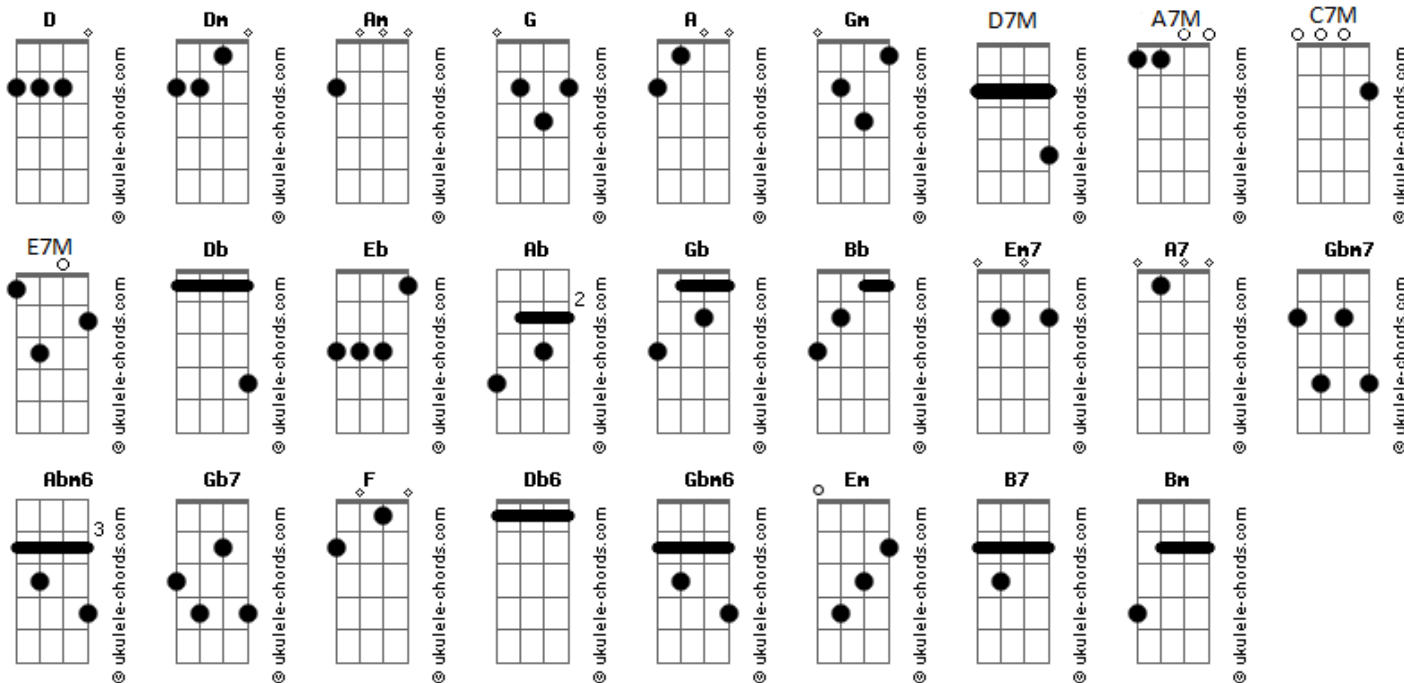 D Dm Am G A Gm D7M A7M C7M
© ukulele-chords.com © ukulele-chords.com © ukulele-chords.com © ukulele-chords.com © ukulele-chords.com © ukulele-chords.com © ukulele-chords.com © ukulele-chords.com © ukulele-chords.com
E7M Db Eb Ab Gb Bb Em7 A7 Gbm7
2
© ukulele-chords.com © ukulele-chords.com © ukulele-chords.com © ukulele-chords.com © ukulele-chords.com © ukulele-chords.com © ukulele-chords.com © ukulele-chords.com © ukulele-chords.com
Abm6 Gb7 F Db6 Gbm6 Em B7 Bm
3
© ukulele-chords.com © ukulele-chords.com © ukulele-chords.com © ukulele-chords.com © ukulele-chords.com © ukulele-chords.com © ukulele-chords.com © ukulele-chords.com